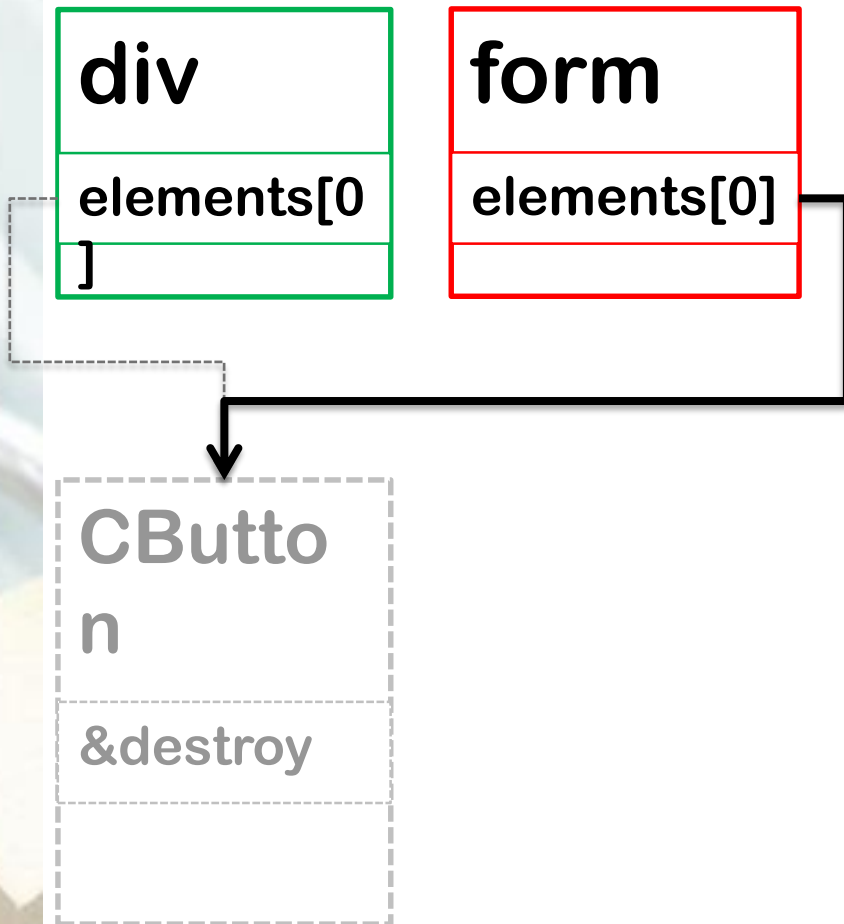 div
elements[0
]
form
elements[0]
CButto
n
&destroy